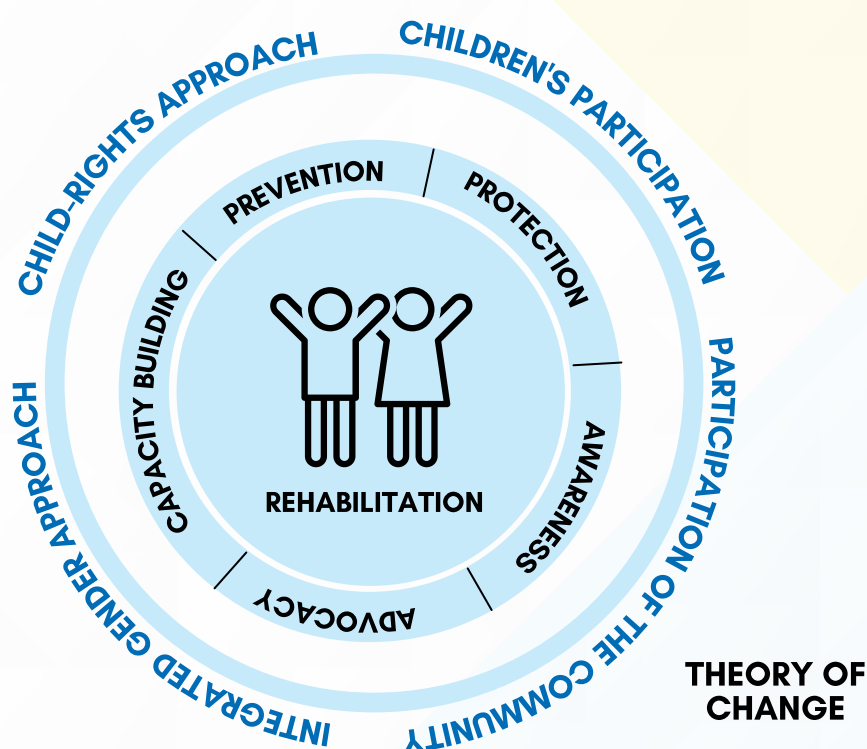 CHILD-RIGHTS APPROACH
CHILDREN'S PARTICIPATION
PARTICIPATION OF THE COMMUNITY
INTEGRATED GENDER APPROACH
PREVENTION
PROTECTION
AWARENESS
ADVOCACY
CAPACITY BUILDING
REHABILITATION
THEORY OF
CHANGE